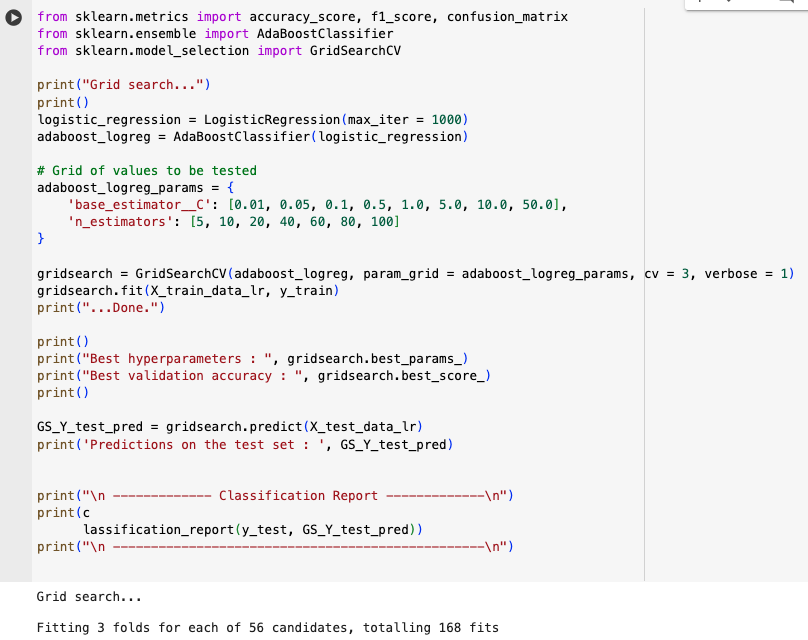 from sklearn.metrics import accuracy_score, f1_score, confusion_matrix
from sklearn.ensemble import AdaBoostClassifier
from sklearn.model_selection import GridSearchCV

print("Grid search...")
print()
logistic_regression = LogisticRegression(max_iter = 1000)
adaboost_logreg = AdaBoostClassifier(logistic_regression)

# Grid of values to be tested
adaboost_logreg_params = {
    'base_estimator__C': [0.01, 0.05, 0.1, 0.5, 1.0, 5.0, 10.0, 50.0],
    'n_estimators': [5, 10, 20, 40, 60, 80, 100]
}

gridsearch = GridSearchCV(adaboost_logreg, param_grid = adaboost_logreg_params, cv = 3, verbose = 1)
gridsearch.fit(X_train_data_lr, y_train)
print("...Done.")

print()
print("Best hyperparameters : ", gridsearch.best_params_)
print("Best validation accuracy : ", gridsearch.best_score_)
print()

GS_Y_test_pred = gridsearch.predict(X_test_data_lr)
print('Predictions on the test set : ', GS_Y_test_pred)

print("\n ------------- Classification Report -------------\n")
print(c
      lassification_report(y_test, GS_Y_test_pred))
print("\n -------------------------------------------------\n")

Grid search...

Fitting 3 folds for each of 56 candidates, totalling 168 fits